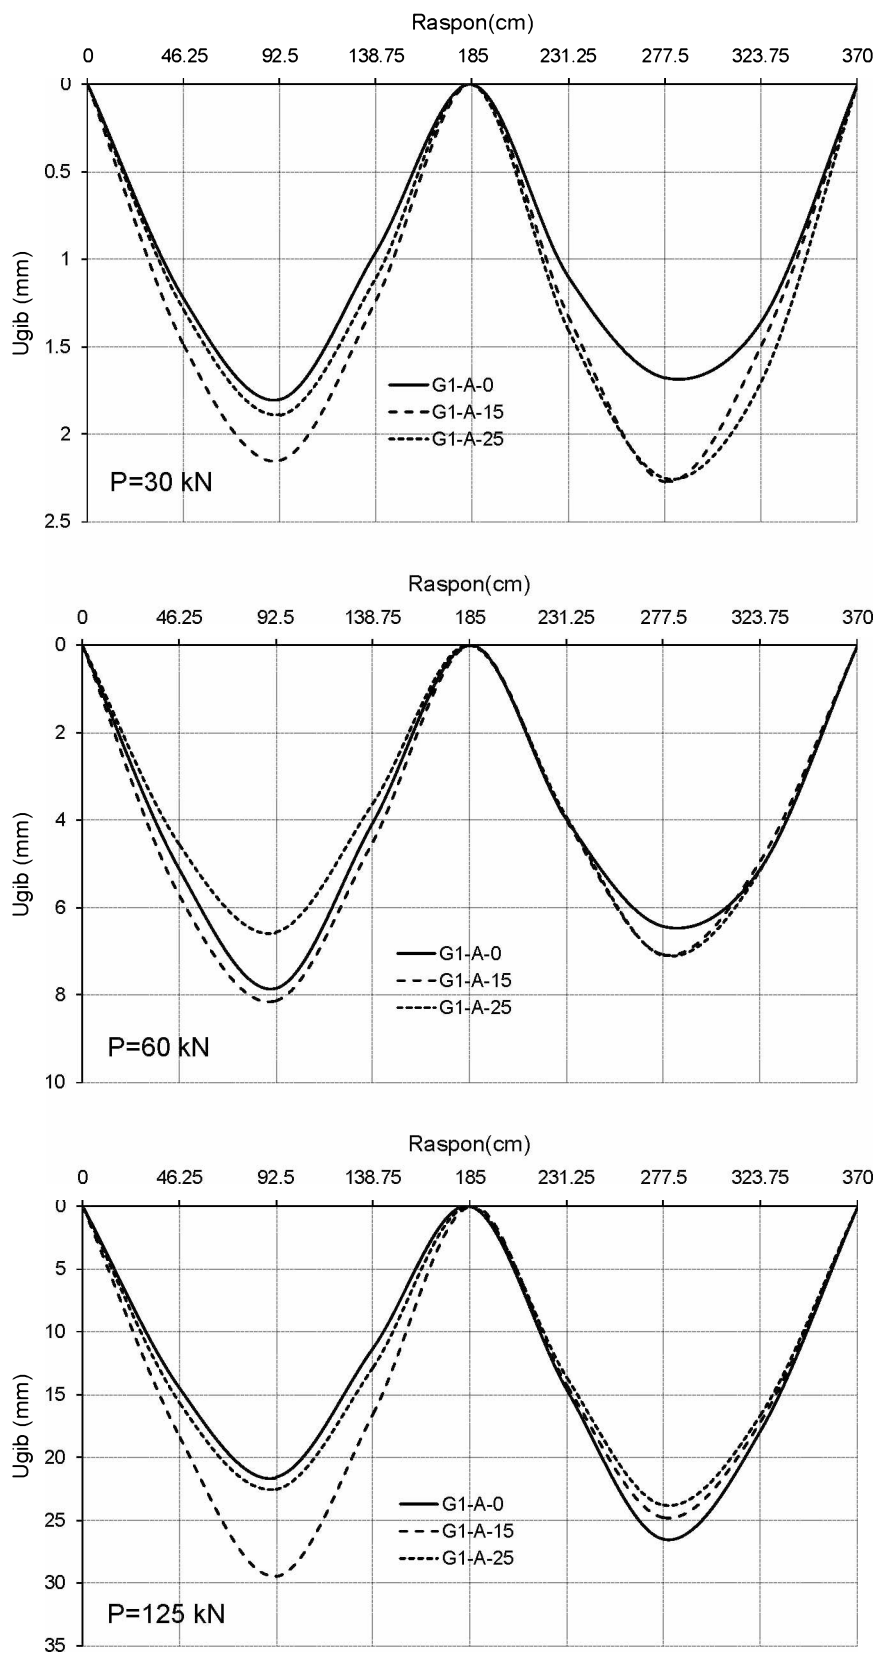 Raspon(cm)
0 46.25 92.5 138.75 185 231.25 277.5 323.75 370
0
0.5
1
1.5
2
2.5
Ugib (mm)
G1-A-0
G1-A-15
G1-A-25
P=30 kN
Raspon(cm)
0 46.25 92.5 138.75 185 231.25 277.5 323.75 370
0
2
4
6
8
10
Ugib (mm)
G1-A-0
G1-A-15
G1-A-25
P=60 kN
Raspon(cm)
0 46.25 92.5 138.75 185 231.25 277.5 323.75 370
0
5
10
15
20
25
30
35
Ugib (mm)
G1-A-0
G1-A-15
G1-A-25
P=125 kN